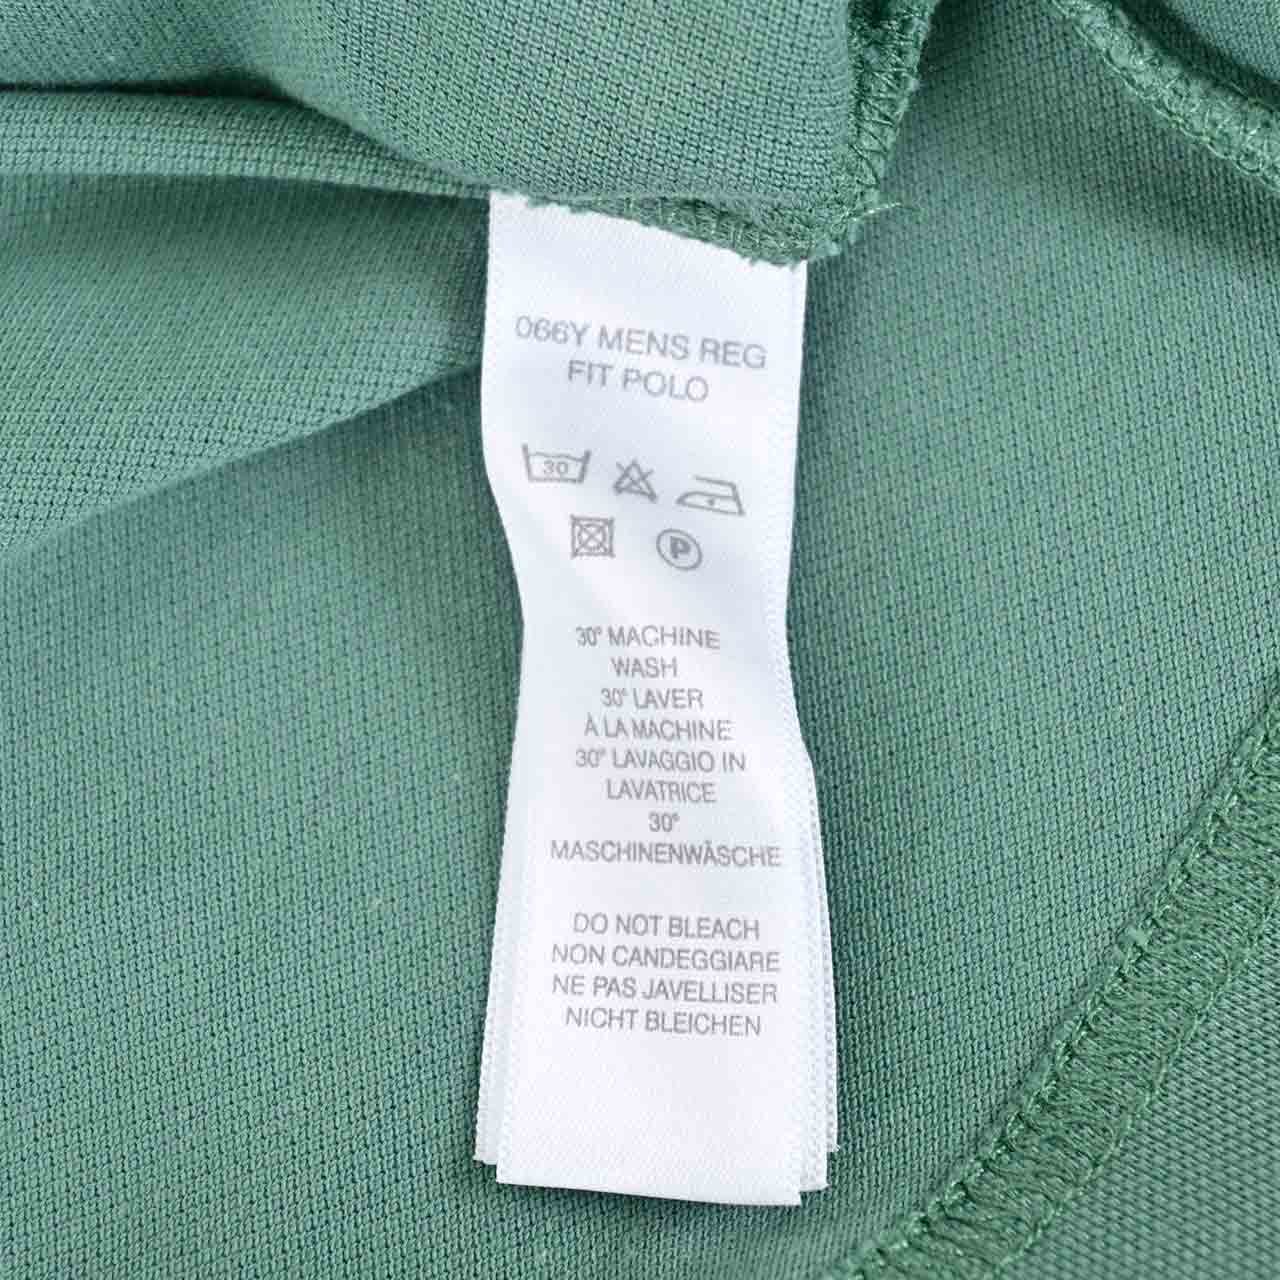 066Y MENS REG
FIT POLO
30
P
30° MACHINE
WASH
30° LAVER
À LA MACHINE
30° LAVAGGIO IN
LAVATRICE
30°
MASCHINENWÄSCHE
DO NOT BLEACH
NON CANDEGGIARE
NE PAS JAVELLISER
NICHT BLEICHEN